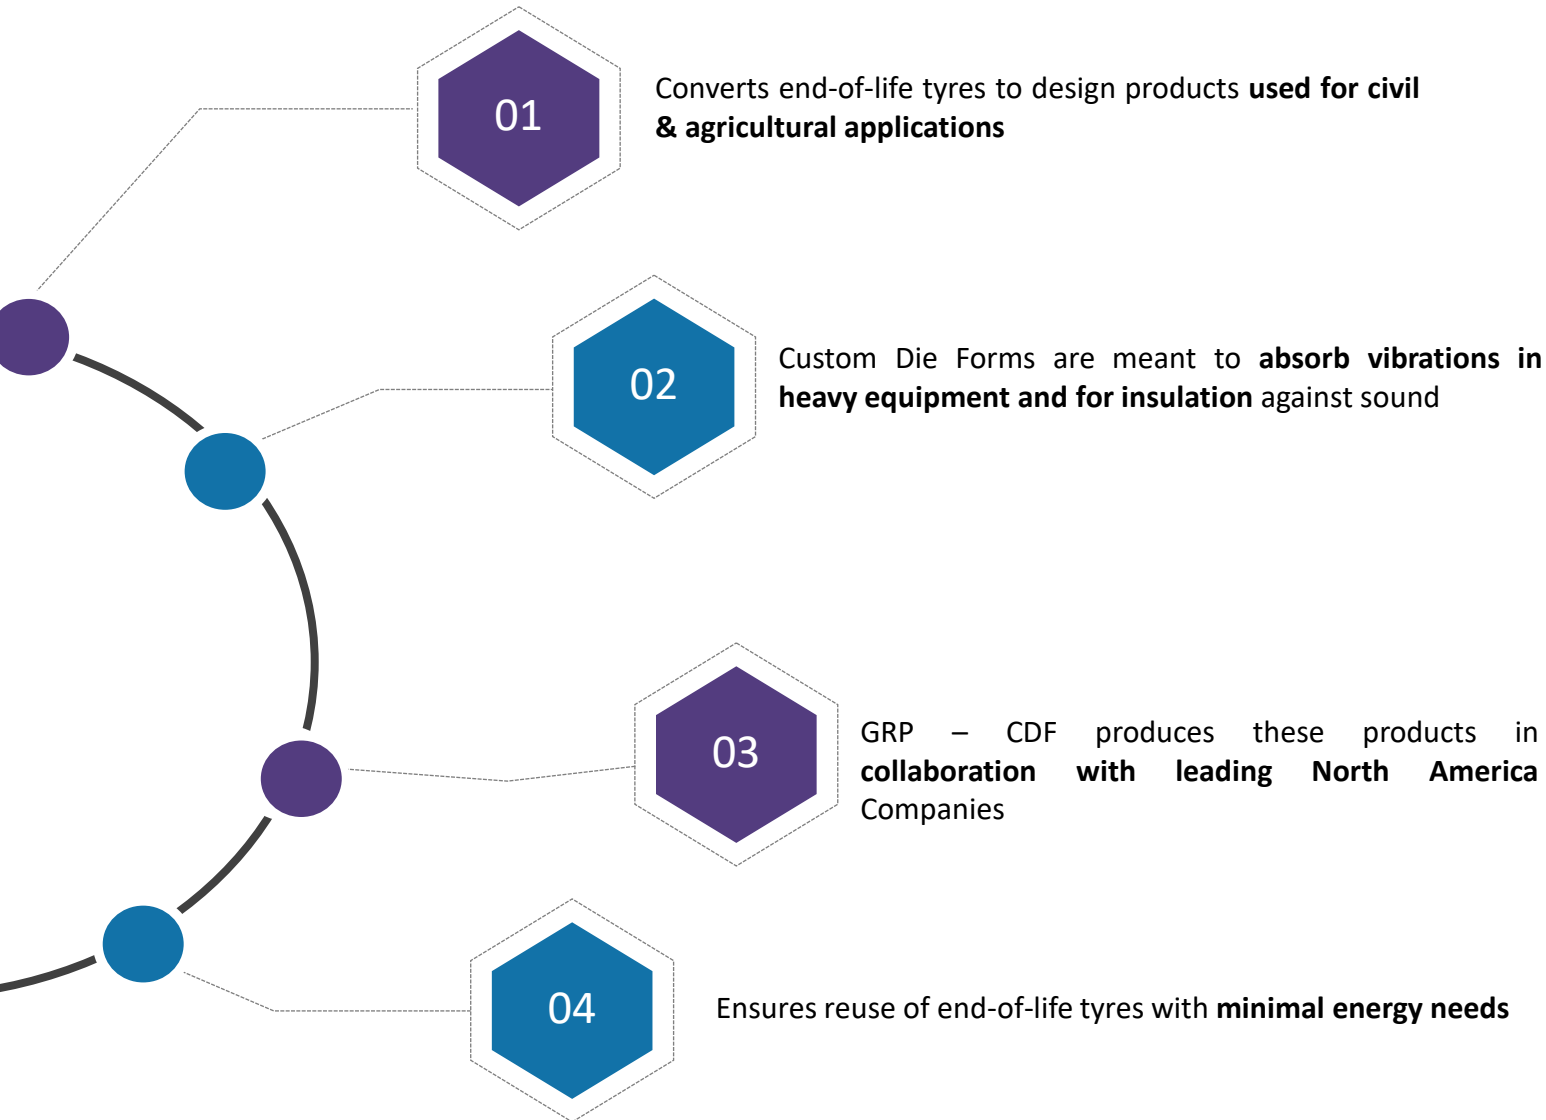 01
Converts end-of-life tyres to design products used for civil
& agricultural applications
02
Custom Die Forms are meant to absorb vibrations in
heavy equipment and for insulation against sound
03
GRP – CDF produces these products in
collaboration with leading North America
Companies
04
Ensures reuse of end-of-life tyres with minimal energy needs